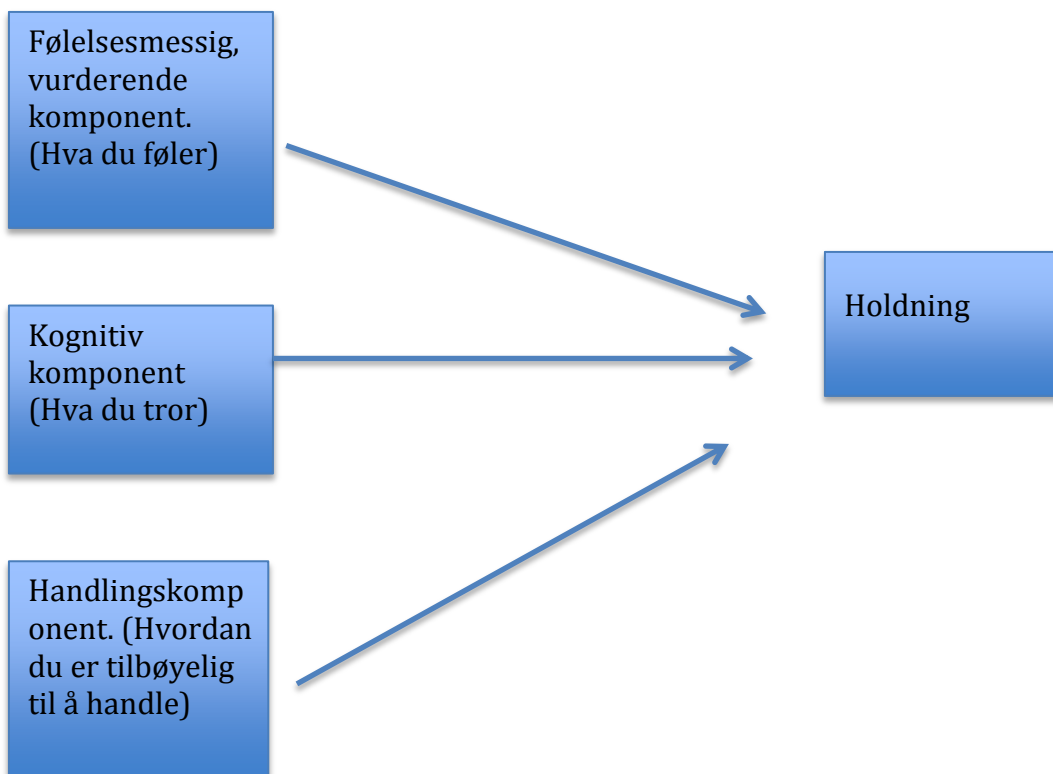 Følelsesmessig,
vurderende
komponent.
(Hva du føler)
Kognitiv
komponent
(Hva du tror)
Handlingskomp
onent. (Hvordan
du er tilbøyelig
til å handle)
Holdning